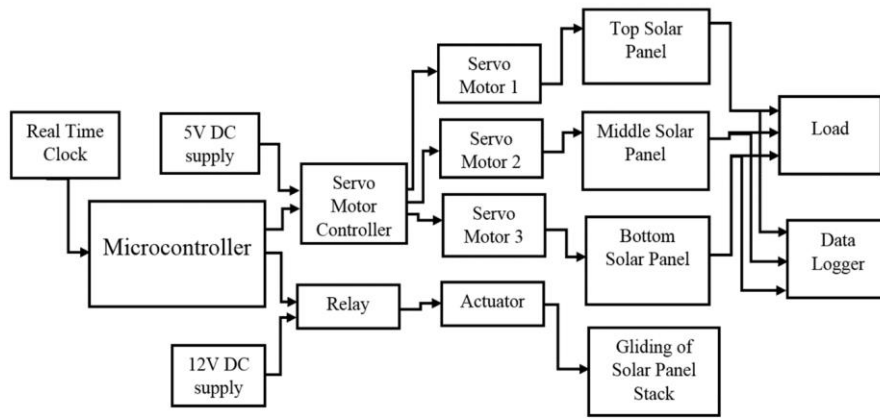 Real Time
Clock
5V DC
supply
Microcontroller
12V DC
supply
Servo
Motor
Controller
Relay
Servo
Motor 1
Servo
Motor 2
Servo
Motor 3
Actuator
Top Solar
Panel
Middle Solar
Panel
Bottom
Solar Panel
Gliding of
Solar Panel
Stack
Load
Data
Logger